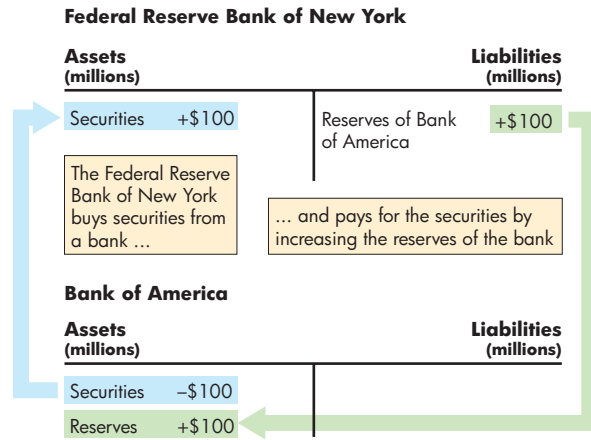 Federal Reserve Bank of New York
Assets
(millions)
Liabilities
(millions)
Securities +$100
Reserves of Bank
of America
+$100
The Federal Reserve
Bank of New York
buys securities from
a bank ...
... and pays for the securities by
increasing the reserves of the bank
Bank of America
Assets
(millions)
Liabilities
(millions)
Securities –$100
Reserves +$100